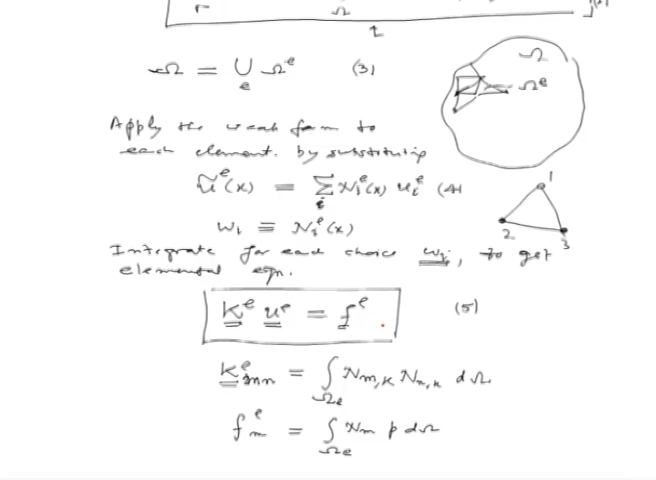 Γ Ω
t
Ω = ∪ Ωᵉ (3)
e
Ω
Ωᵉ
Apply the weak form to
each element. by substituting
ũᵉ(x) = Σ Nᵢᵉ(x) uᵢᵉ (4)
i
1
2
3
wᵢ ≡ Nᵢᵉ(x)
Integrate for each choice wᵢ, to get
elemental eqn.
Kᵉ uᵉ = fᵉ . (5)
Kᵉmn = ∫Ωe Nm,k Nn,k dΩ
fᵉm = ∫Ωe Nm p dΩ